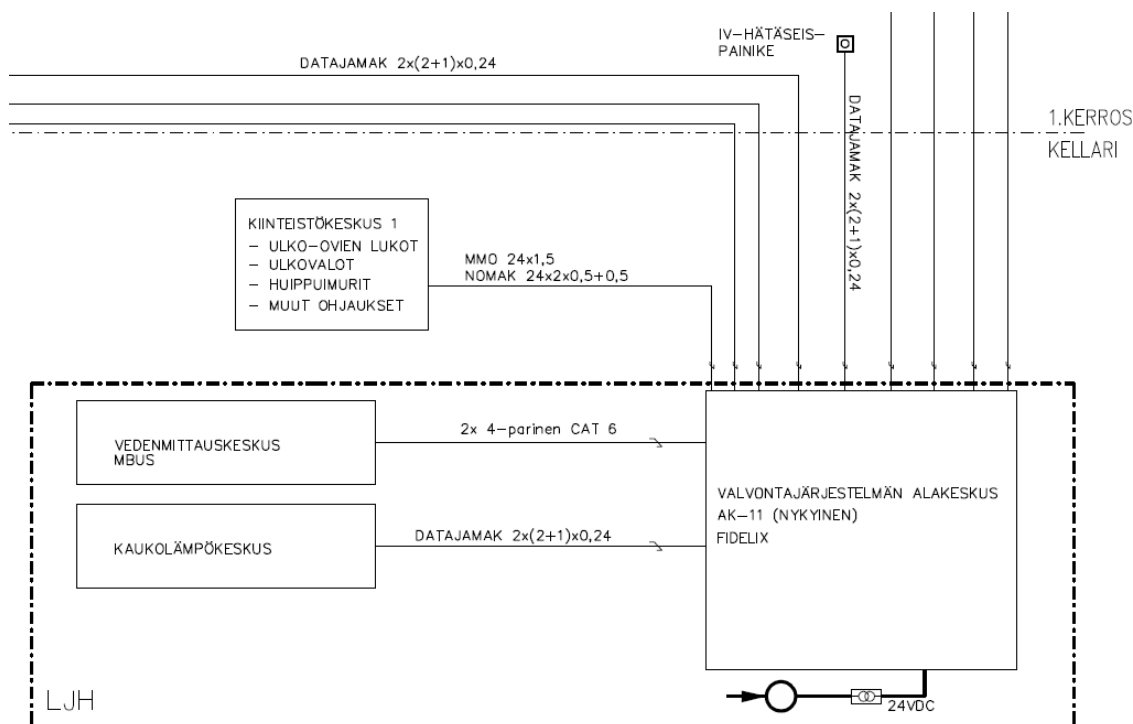 IV-HÄTÄSEIS-
PAINIKE
DATAJAMAK 2x(2+1)x0,24
DATAJAMAK 2x(2+1)x0,24
1.KERROS
KELLARI
KIINTEISTÖKESKUS 1
- ULKO-OVIEN LUKOT
- ULKOVALOT
- HUIPPUIMURIT
- MUUT OHJAUKSET
MMO 24x1,5
NOMAK 24x2x0,5+0,5
VEDENMITTAUSKESKUS
MBUS
2x 4-parinen CAT 6
KAUKOLÄMPÖKESKUS
DATAJAMAK 2x(2+1)x0,24
VALVONTAJÄRJESTELMÄN ALAKESKUS
AK-11 (NYKYINEN)
FIDELIX
LJH
24VDC